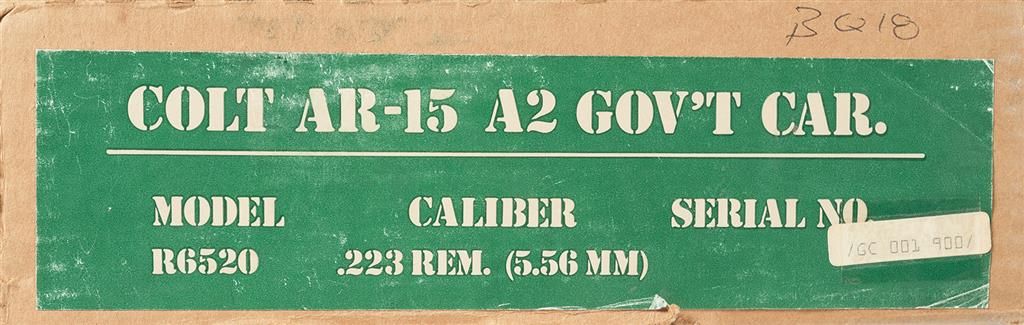 BQ18
COLT AR-15 A2 GOV'T CAR.
MODEL CALIBER SERIAL NO.
R6520 .223 REM. (5.56 MM) /GC 001 900/